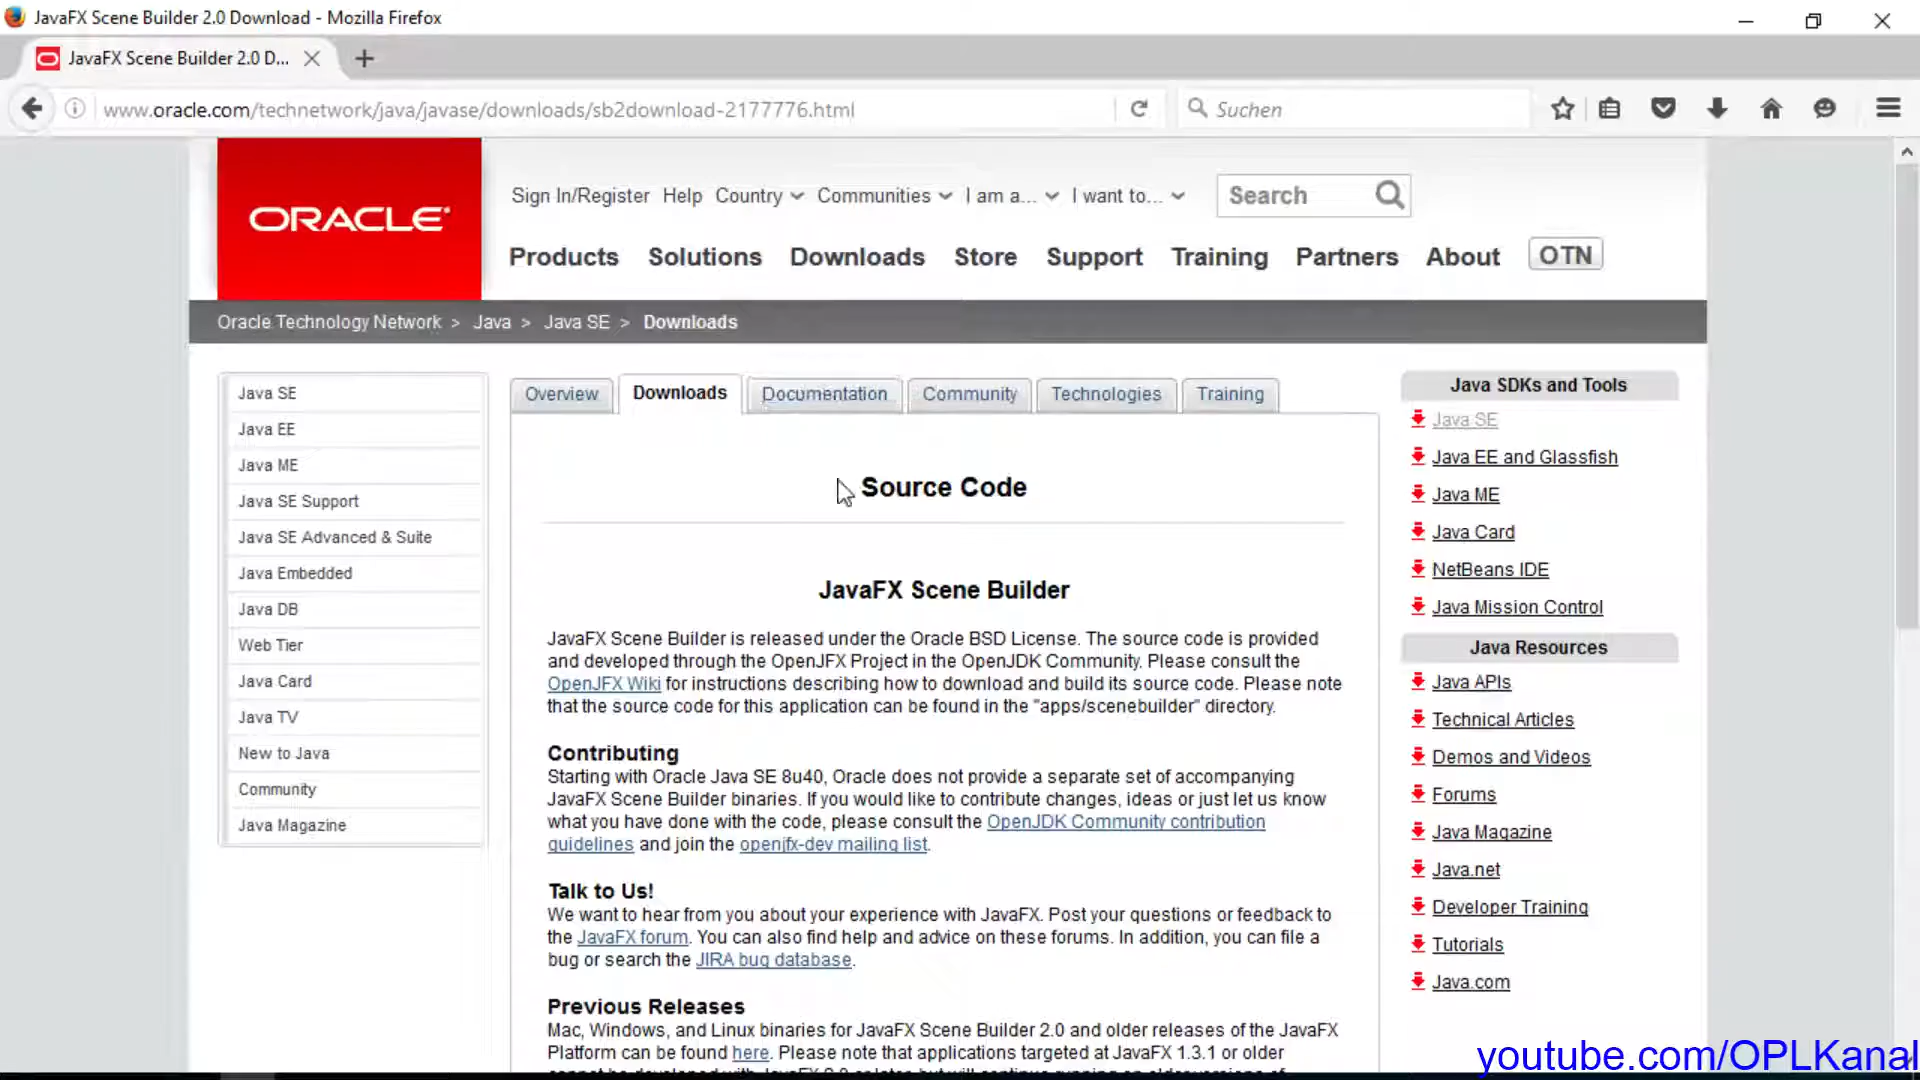 JavaFX Scene Builder 2.0 Download - Mozilla Firefox
JavaFX Scene Builder 2.0 D...
www.oracle.com/technetwork/java/javase/downloads/sb2download-2177776.html
Suchen
ORACLE
Sign In/Register Help Country Communities I am a... I want to... Search
Products Solutions Downloads Store Support Training Partners About OTN
Oracle Technology Network > Java > Java SE > Downloads
Java SE
Java EE
Java ME
Java SE Support
Java SE Advanced & Suite
Java Embedded
Java DB
Web Tier
Java Card
Java TV
New to Java
Community
Java Magazine
Overview Downloads Documentation Community Technologies Training
Source Code
JavaFX Scene Builder
JavaFX Scene Builder is released under the Oracle BSD License. The source code is provided
and developed through the OpenJFX Project in the OpenJDK Community. Please consult the
OpenJFX Wiki for instructions describing how to download and build its source code. Please note
that the source code for this application can be found in the "apps/scenebuilder" directory.
Contributing
Starting with Oracle Java SE 8u40, Oracle does not provide a separate set of accompanying
JavaFX Scene Builder binaries. If you would like to contribute changes, ideas or just let us know
what you have done with the code, please consult the OpenJDK Community contribution
guidelines and join the openjfx-dev mailing list.
Talk to Us!
We want to hear from you about your experience with JavaFX. Post your questions or feedback to
the JavaFX forum. You can also find help and advice on these forums. In addition, you can file a
bug or search the JIRA bug database.
Previous Releases
Mac, Windows, and Linux binaries for JavaFX Scene Builder 2.0 and older releases of the JavaFX
Platform can be found here. Please note that applications targeted at JavaFX 1.3.1 or older
Java SDKs and Tools
Java SE
Java EE and Glassfish
Java ME
Java Card
NetBeans IDE
Java Mission Control
Java Resources
Java APIs
Technical Articles
Demos and Videos
Forums
Java Magazine
Java.net
Developer Training
Tutorials
Java.com
youtube.com/OPLKanal